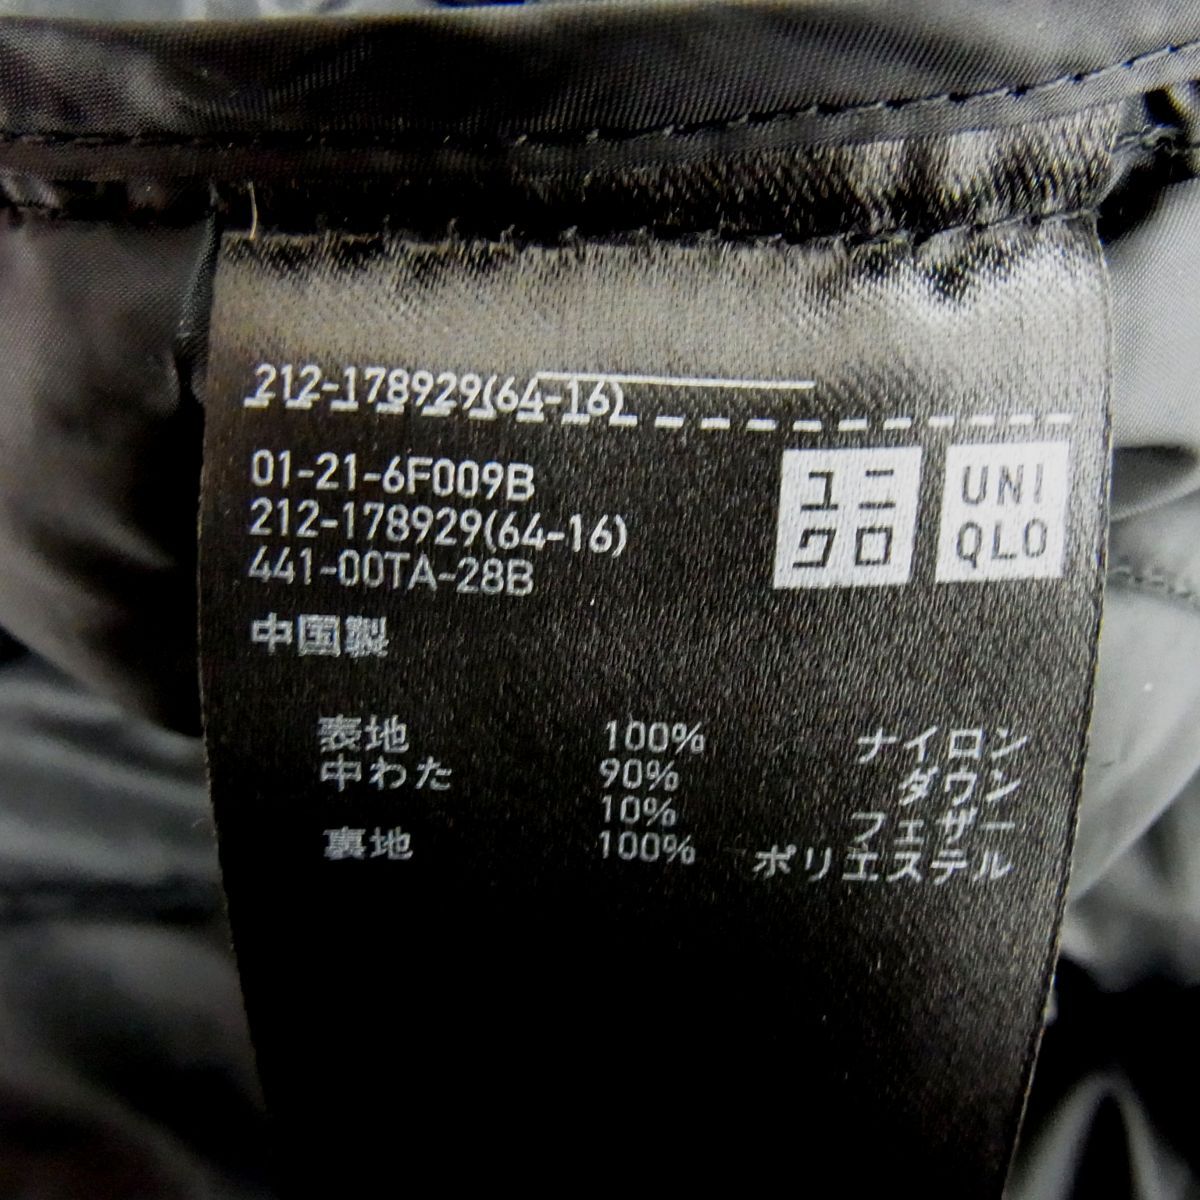 212-178929(64-16)
01-21-6F009B
212-178929(64-16)
441-00TA-28B
ユニ
クロ
UNI
QLO
中国製
表地 100% ナイロン
中わた 90% ダウン
10% フェザー
裏地 100% ポリエステル